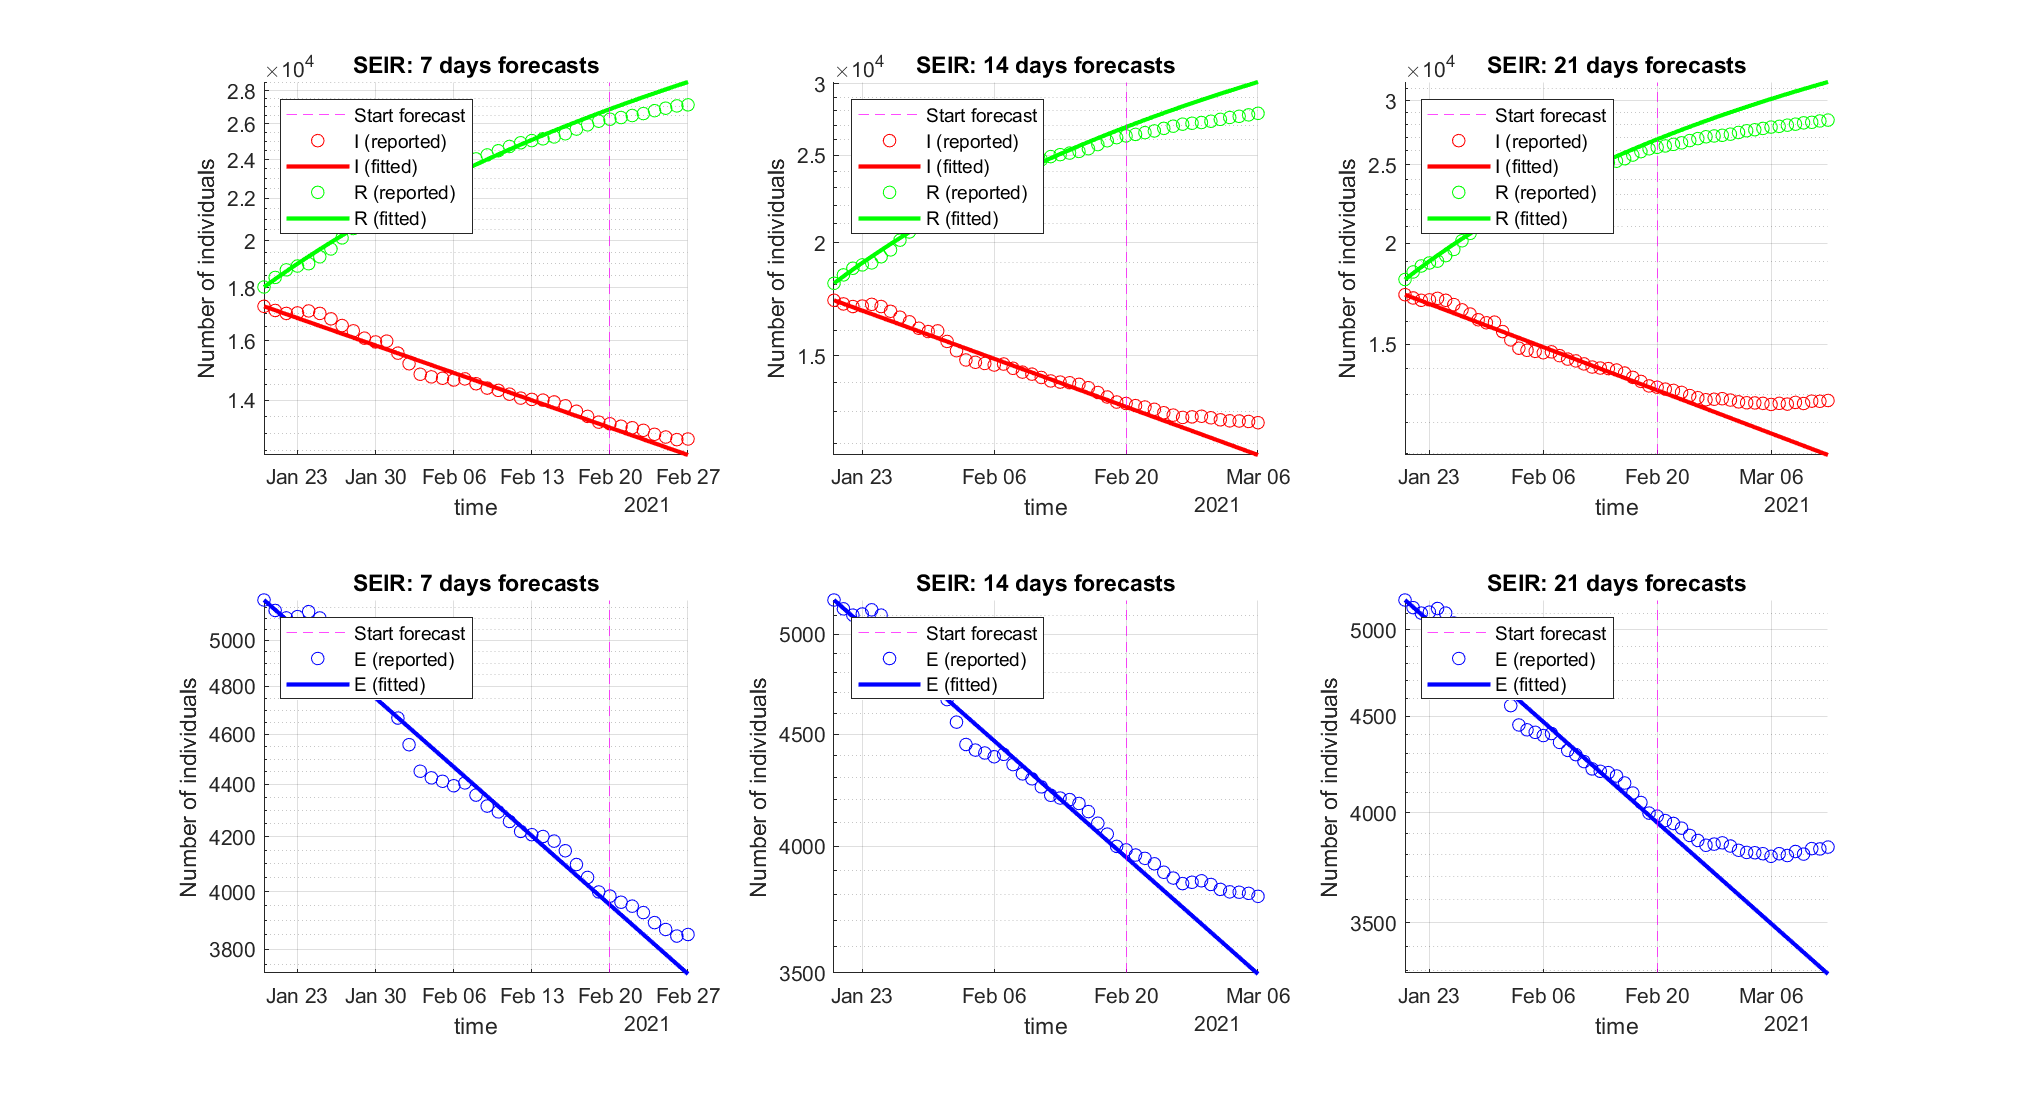 SEIR: 7 days forecasts
×10^4
2.8
2.6
2.4
2.2
2
1.8
1.6
1.4
Number of individuals
Start forecast
I (reported)
I (fitted)
R (reported)
R (fitted)
Jan 23 Jan 30 Feb 06 Feb 13 Feb 20 Feb 27
time
2021
SEIR: 14 days forecasts
×10^4
3
2.5
2
1.5
Number of individuals
Start forecast
I (reported)
I (fitted)
R (reported)
R (fitted)
Jan 23 Feb 06 Feb 20 Mar 06
time
2021
SEIR: 21 days forecasts
×10^4
3
2.5
2
1.5
Number of individuals
Start forecast
I (reported)
I (fitted)
R (reported)
R (fitted)
Jan 23 Feb 06 Feb 20 Mar 06
time
2021
SEIR: 7 days forecasts
5000
4800
4600
4400
4200
4000
3800
Number of individuals
Start forecast
E (reported)
E (fitted)
Jan 23 Jan 30 Feb 06 Feb 13 Feb 20 Feb 27
time
2021
SEIR: 14 days forecasts
5000
4500
4000
3500
Number of individuals
Start forecast
E (reported)
E (fitted)
Jan 23 Feb 06 Feb 20 Mar 06
time
2021
SEIR: 21 days forecasts
5000
4500
4000
3500
Number of individuals
Start forecast
E (reported)
E (fitted)
Jan 23 Feb 06 Feb 20 Mar 06
time
2021